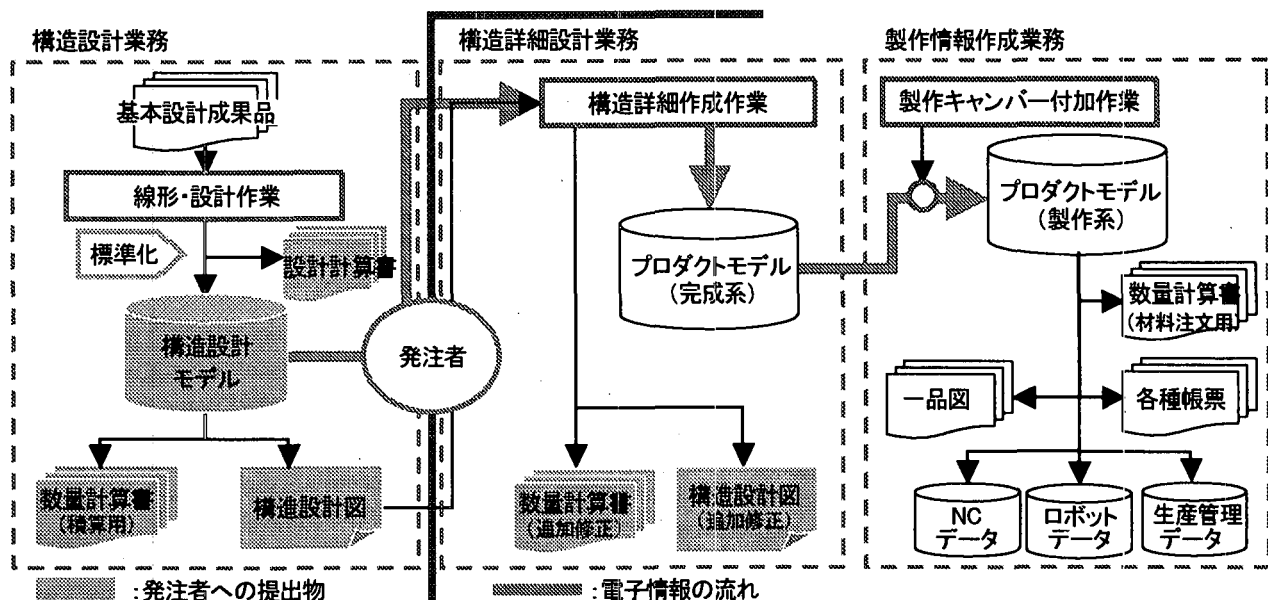 構造設計業務
基本設計成果品
線形・設計作業
標準化
設計計算書
構造設計
モデル
発注者
数量計算書
(積算用)
構造設計図
構造詳細設計業務
構造詳細作成作業
プロダクトモデル
(完成系)
数量計算書
(追加修正)
構造設計図
(追加修正)
製作情報作成業務
製作キャンバー付加作業
プロダクトモデル
(製作系)
数量計算書
(材料注文用)
一品図
各種帳票
NC
データ
ロボット
データ
生産管理
データ
:発注者への提出物
:電子情報の流れ